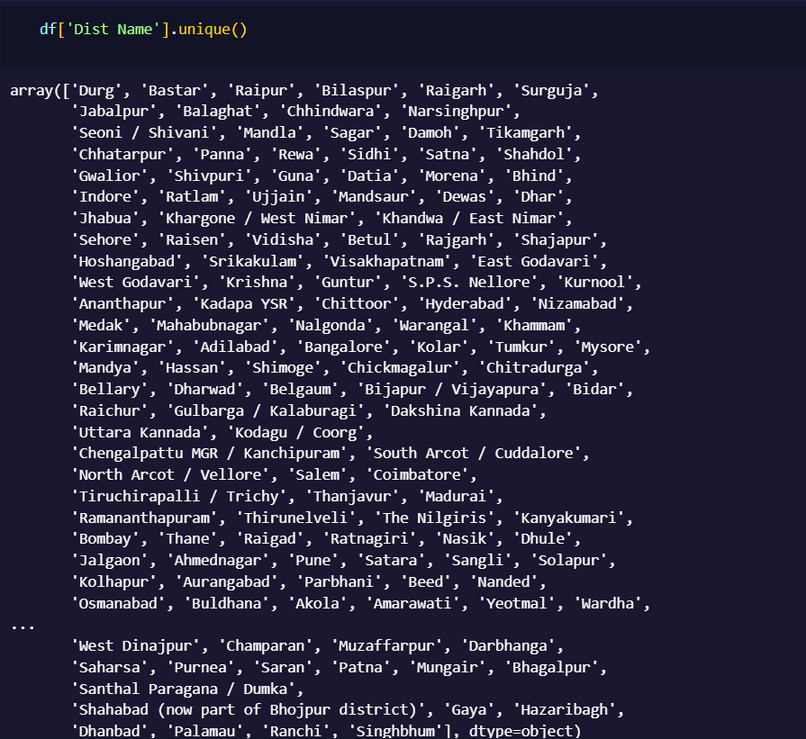 df['Dist Name'].unique()
array(['Durg', 'Bastar', 'Raipur', 'Bilaspur', 'Raigarh', 'Surguja',
'Jabalpur', 'Balaghat', 'Chhindwara', 'Narsinghpur',
'Seoni / Shivani', 'Mandla', 'Sagar', 'Damoh', 'Tikamgarh',
'Chhatarpur', 'Panna', 'Rewa', 'Sidhi', 'Satna', 'Shahdol',
'Gwalior', 'Shivpuri', 'Guna', 'Datia', 'Morena', 'Bhind',
'Indore', 'Ratlam', 'Ujjain', 'Mandsaur', 'Dewas', 'Dhar',
'Jhabua', 'Khargone / West Nimar', 'Khandwa / East Nimar',
'Sehore', 'Raisen', 'Vidisha', 'Betul', 'Rajgarh', 'Shajapur',
'Hoshangabad', 'Srikakulam', 'Visakhapatnam', 'East Godavari',
'West Godavari', 'Krishna', 'Guntur', 'S.P.S. Nellore', 'Kurnool',
'Ananthapur', 'Kadapa YSR', 'Chittoor', 'Hyderabad', 'Nizamabad',
'Medak', 'Mahabubnagar', 'Nalgonda', 'Warangal', 'Khammam',
'Karimnagar', 'Adilabad', 'Bangalore', 'Kolar', 'Tumkur', 'Mysore',
'Mandya', 'Hassan', 'Shimoge', 'Chickmagalur', 'Chitradurga',
'Bellary', 'Dharwad', 'Belgaum', 'Bijapur / Vijayapura', 'Bidar',
'Raichur', 'Gulbarga / Kalaburagi', 'Dakshina Kannada',
'Uttara Kannada', 'Kodagu / Coorg',
'Chengalpattu MGR / Kanchipuram', 'South Arcot / Cuddalore',
'North Arcot / Vellore', 'Salem', 'Coimbatore',
'Tiruchirapalli / Trichy', 'Thanjavur', 'Madurai',
'Ramananthapuram', 'Thirunelveli', 'The Nilgiris', 'Kanyakumari',
'Bombay', 'Thane', 'Raigad', 'Ratnagiri', 'Nasik', 'Dhule',
'Jalgaon', 'Ahmednagar', 'Pune', 'Satara', 'Sangli', 'Solapur',
'Kolhapur', 'Aurangabad', 'Parbhani', 'Beed', 'Nanded',
'Osmanabad', 'Buldhana', 'Akola', 'Amarawati', 'Yeotmal', 'Wardha',
...
'West Dinajpur', 'Champaran', 'Muzaffarpur', 'Darbhanga',
'Saharsa', 'Purnea', 'Saran', 'Patna', 'Mungair', 'Bhagalpur',
'Santhal Paragana / Dumka',
'Shahabad (now part of Bhojpur district)', 'Gaya', 'Hazaribagh',
'Dhanbad', 'Palamau', 'Ranchi', 'Singhbhum'], dtype=object)